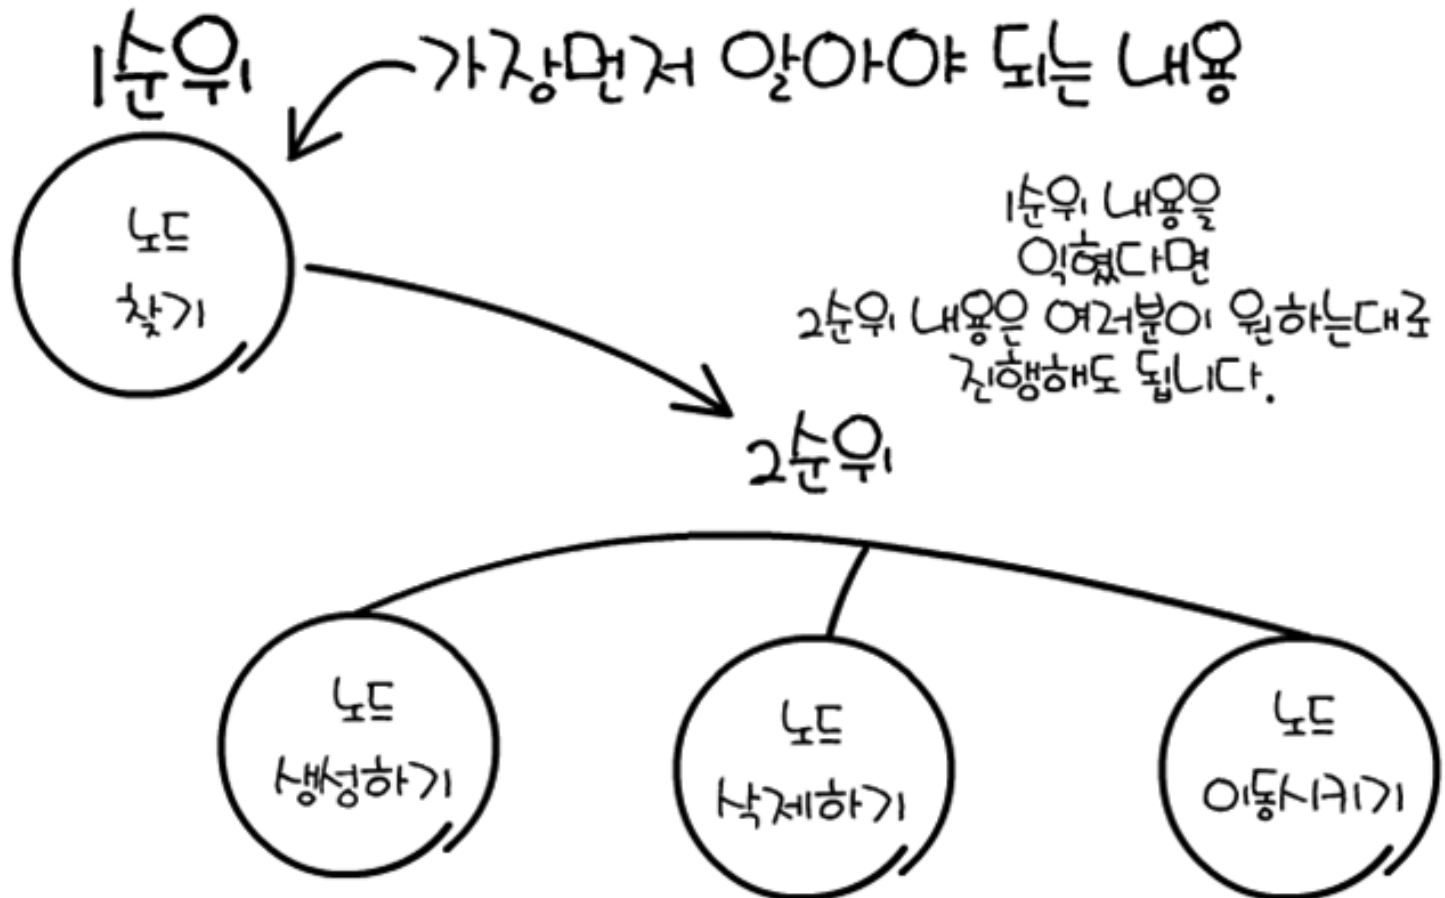 1순위
가장먼저 알아야 되는 내용
노드
찾기
1순위 내용을
익혔다면
2순위 내용은 여러분이 원하는대로
진행해도 됩니다.
2순위
노드
생성하기
노드
삭제하기
노드
이동시키기